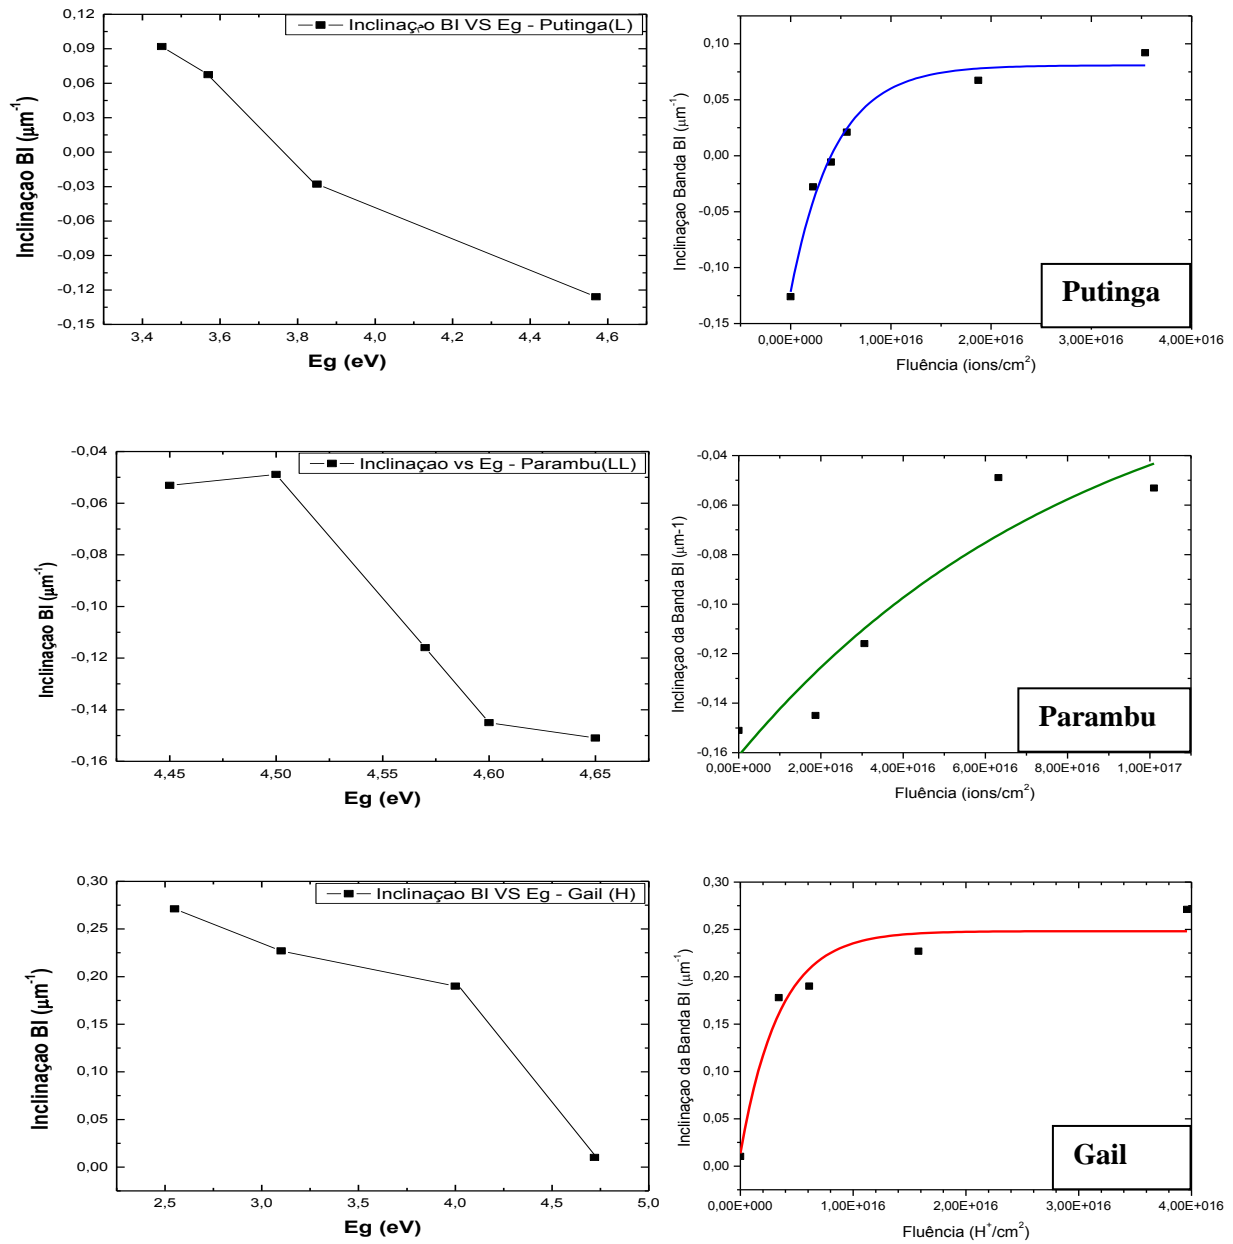 Inclinaç o BI VS Eg - Putinga(L)
0,12
0,09
0,06
0,03
0,00
-0,03
-0,06
-0,09
-0,12
-0,15
Inclinaçao BI (μm-1)
3,4 3,6 3,8 4,0 4,2 4,4 4,6
Eg (eV)
0,10
0,05
0,00
-0,05
-0,10
-0,15
Inclinaçao Banda BI (μm-1)
Putinga
0,00E+000 1,00E+016 2,00E+016 3,00E+016 4,00E+016
Fluência (ions/cm2)
Inclinaçao vs Eg - Parambu(LL)
-0,04
-0,06
-0,08
-0,10
-0,12
-0,14
-0,16
Inclinaçao BI (μm-1)
4,45 4,50 4,55 4,60 4,65
Eg (eV)
-0,04
-0,06
-0,08
-0,10
-0,12
-0,14
-0,16
Inclinaçao da Banda BI (μm-1)
Parambu
0,00E+000 2,00E+016 4,00E+016 6,00E+016 8,00E+016 1,00E+017
Fluência (ions/cm2)
Inclinaçao BI VS Eg - Gail (H)
0,30
0,25
0,20
0,15
0,10
0,05
0,00
Inclinaçao BI (μm-1)
2,5 3,0 4,0 4,5 5,0
Eg (eV)
0,30
0,25
0,20
0,15
0,10
0,05
0,00
Inclinaçao da Banda BI (μm-1)
Gail
0,00E+000 1,00E+016 2,00E+016 3,00E+016 4,00E+016
Fluência (H+/cm2)